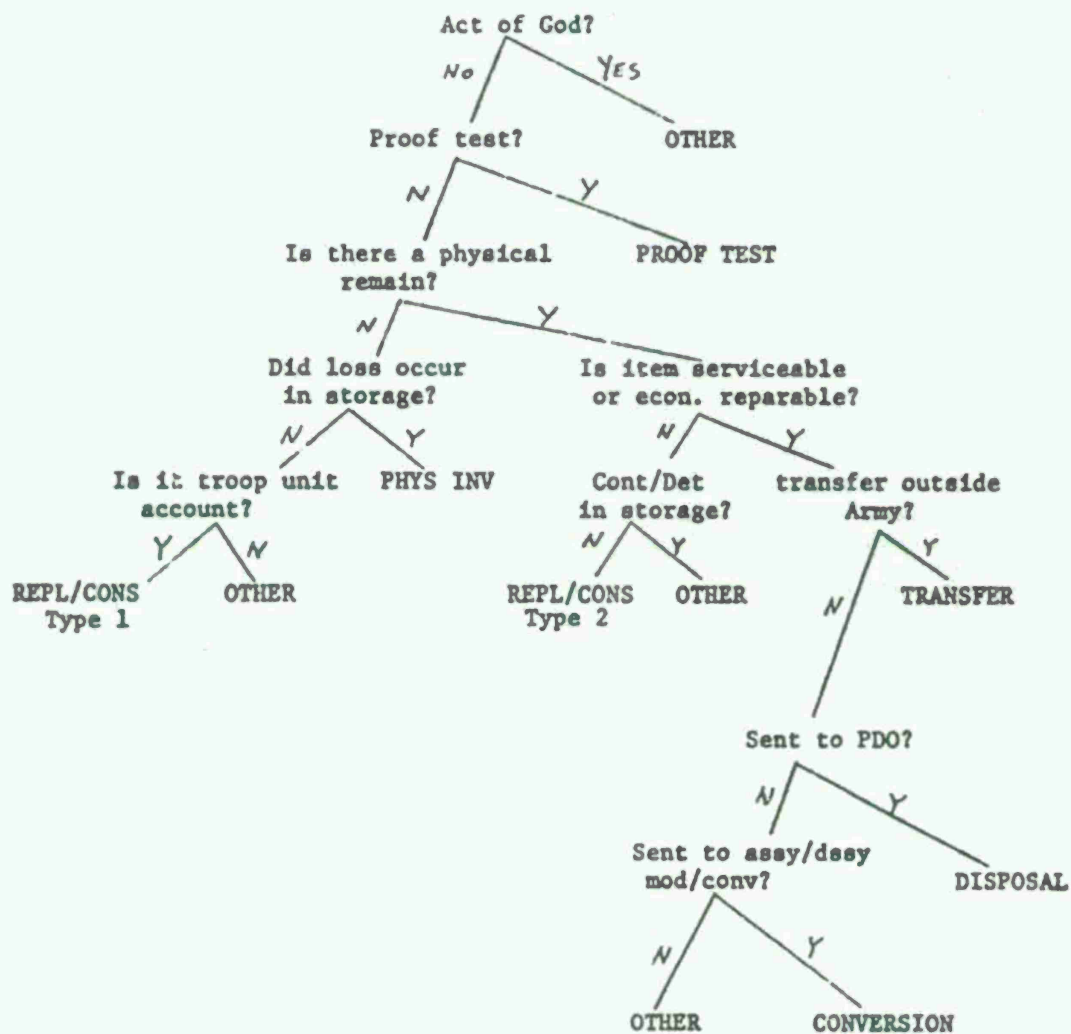 Act of God?
No YES
Proof test? OTHER
N Y
Is there a physical PROOF TEST
remain?
N Y
Did loss occur Is item serviceable
in storage? or econ. reparable?
N Y N Y
Is it troop unit PHYS INV Cont/Det transfer outside
account? in storage? Army?
Y N N Y N Y
REPL/CONS OTHER REPL/CONS OTHER TRANSFER
Type 1 Type 2
Sent to PDO?
N Y
Sent to assy/dssy DISPOSAL
mod/conv?
N Y
OTHER CONVERSION